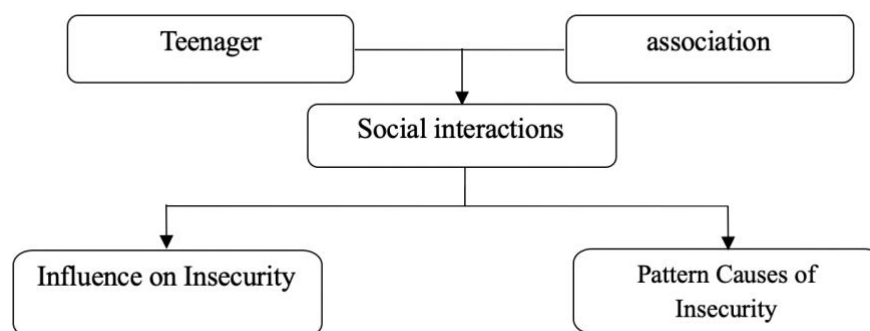 Teenager
association
Social interactions
Influence on Insecurity
Pattern Causes of
Insecurity